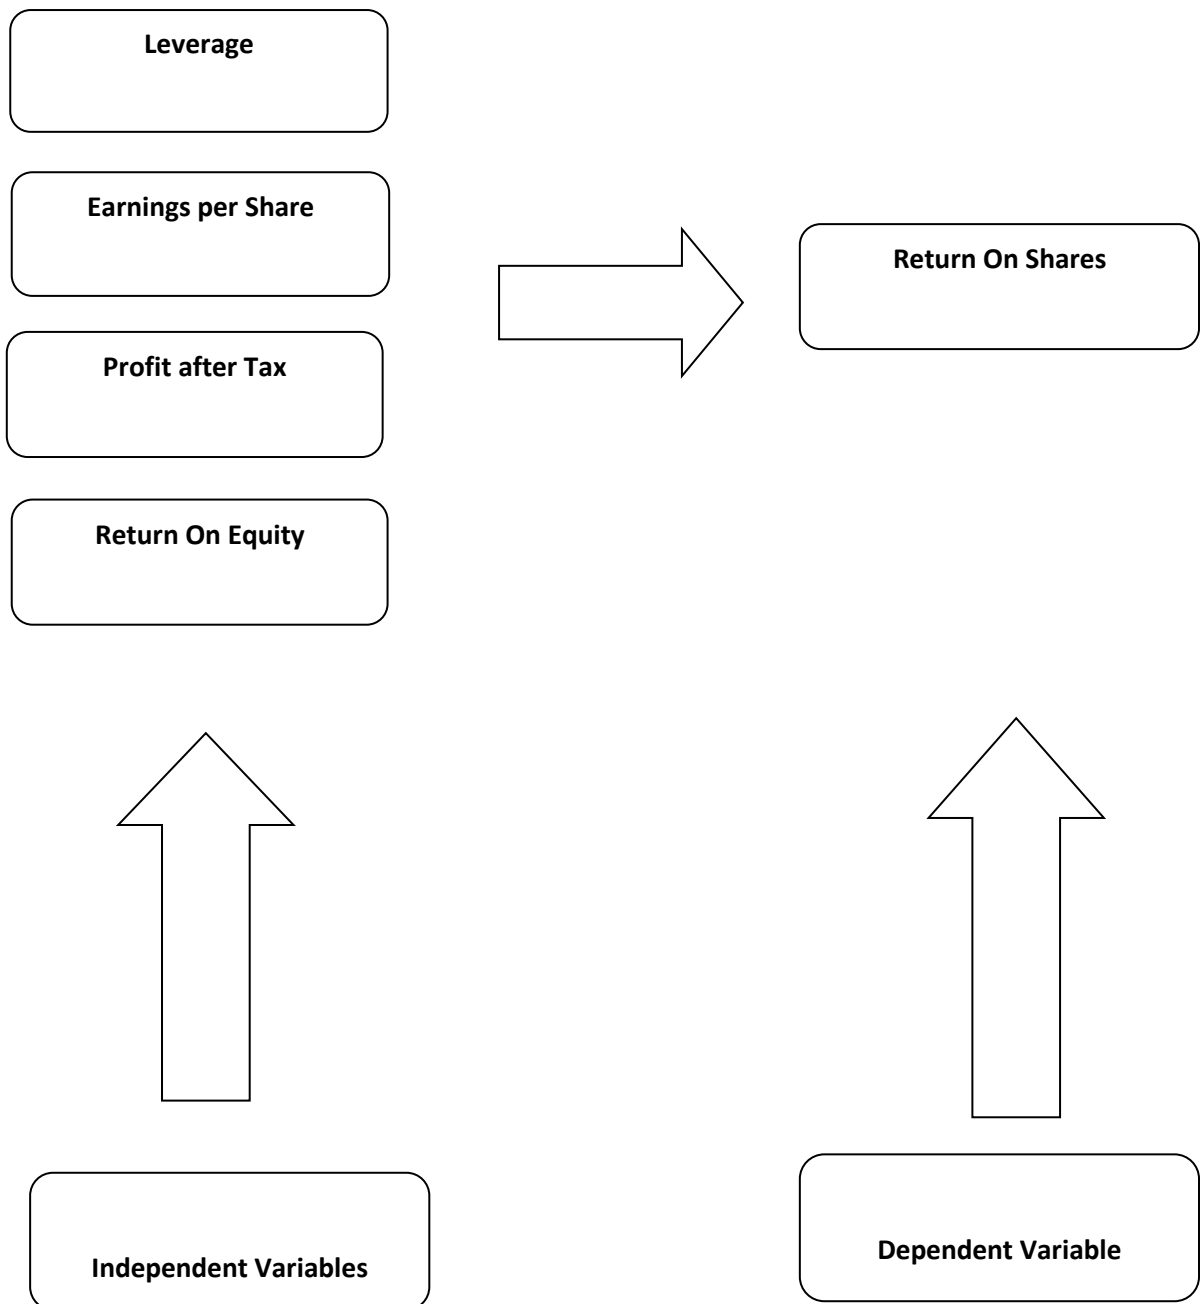 Leverage
Earnings per Share
Return On Shares
Profit after Tax
Return On Equity
Independent Variables
Dependent Variable